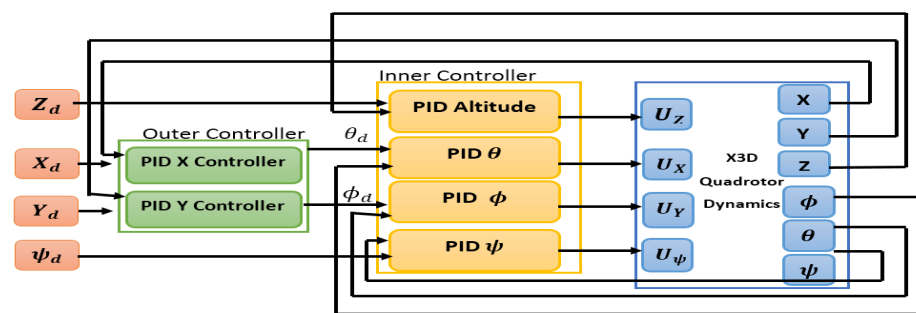 Inner Controller
Z_d
PID Altitude
U_Z
X
Y
Outer Controller
θ_d
X_d
PID X Controller
PID θ
U_X
X3D
Quadrotor
Dynamics
Z
Y_d
PID Y Controller
ϕ_d
PID ϕ
U_Y
ϕ
θ
ψ_d
PID ψ
U_ψ
ψ